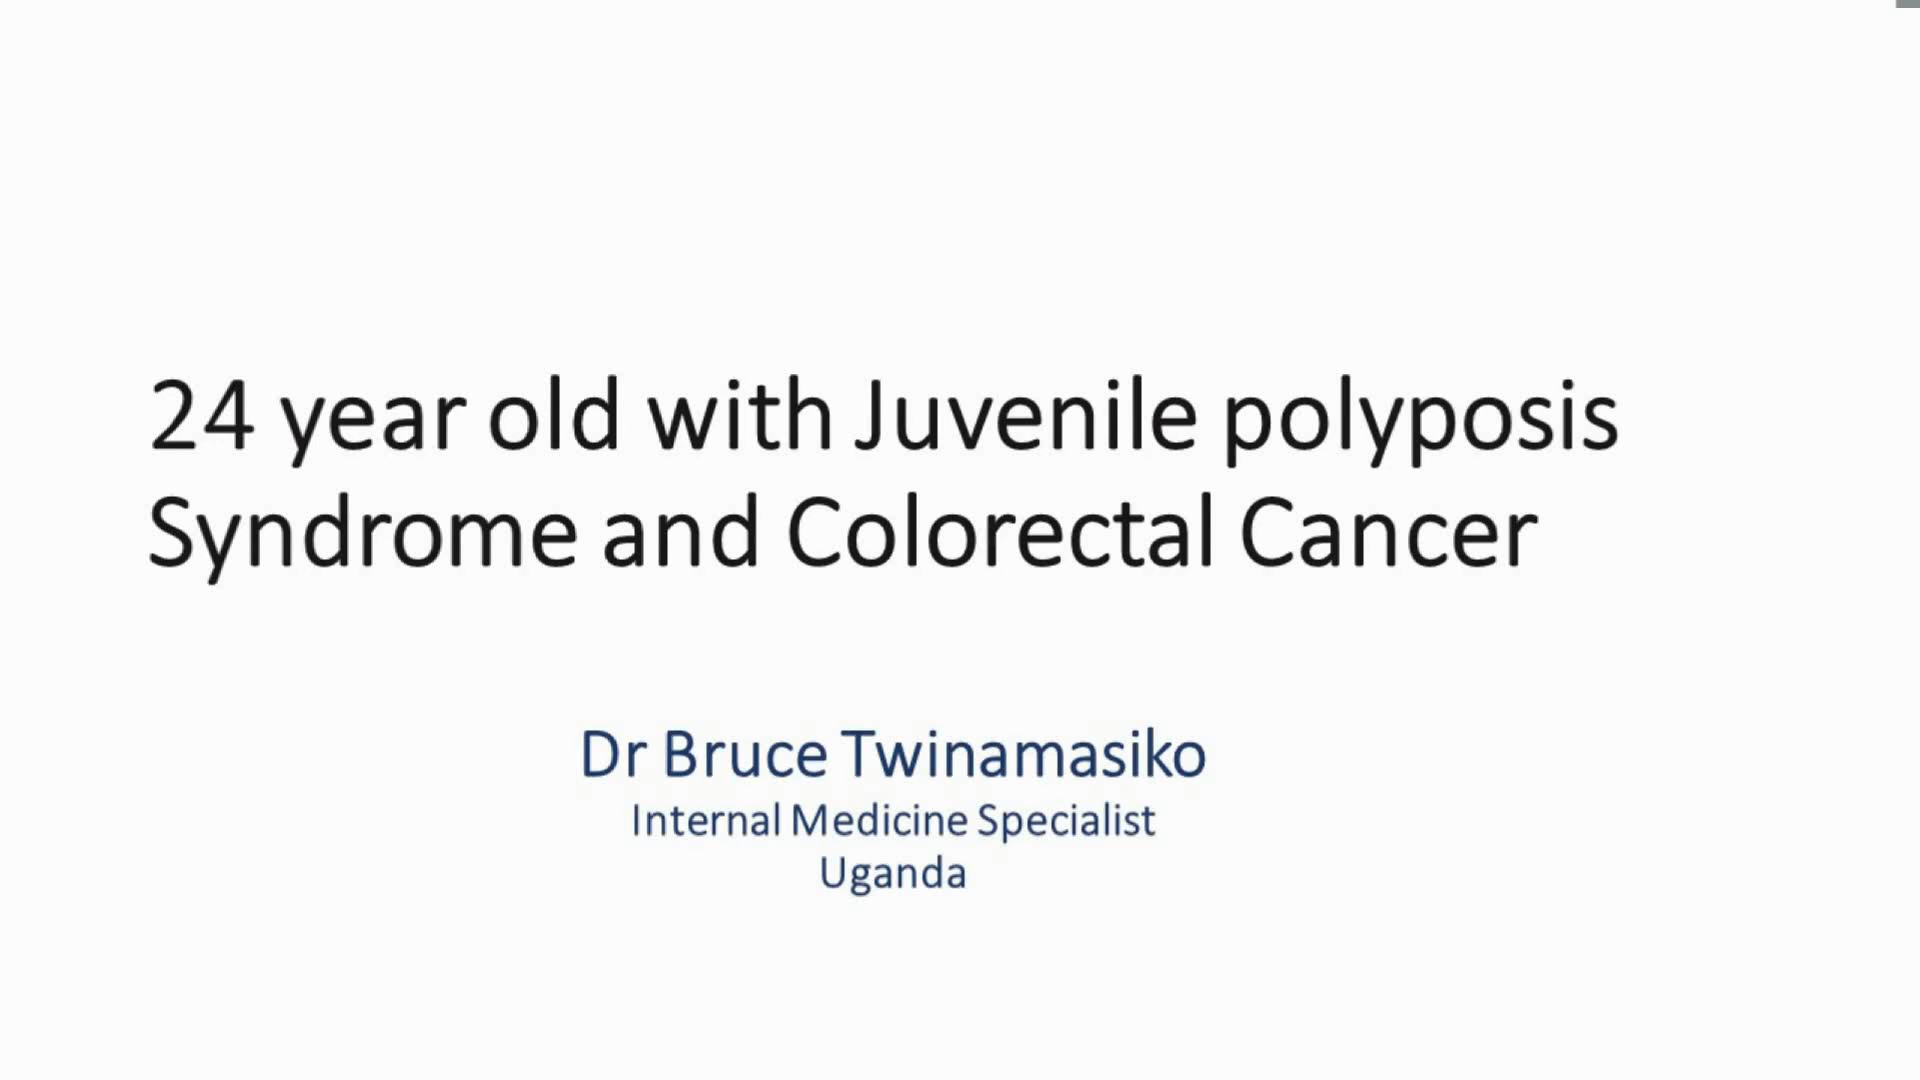 24 year old with Juvenile polyposis
Syndrome and Colorectal Cancer
Dr Bruce Twinamasiko
Internal Medicine Specialist
Uganda